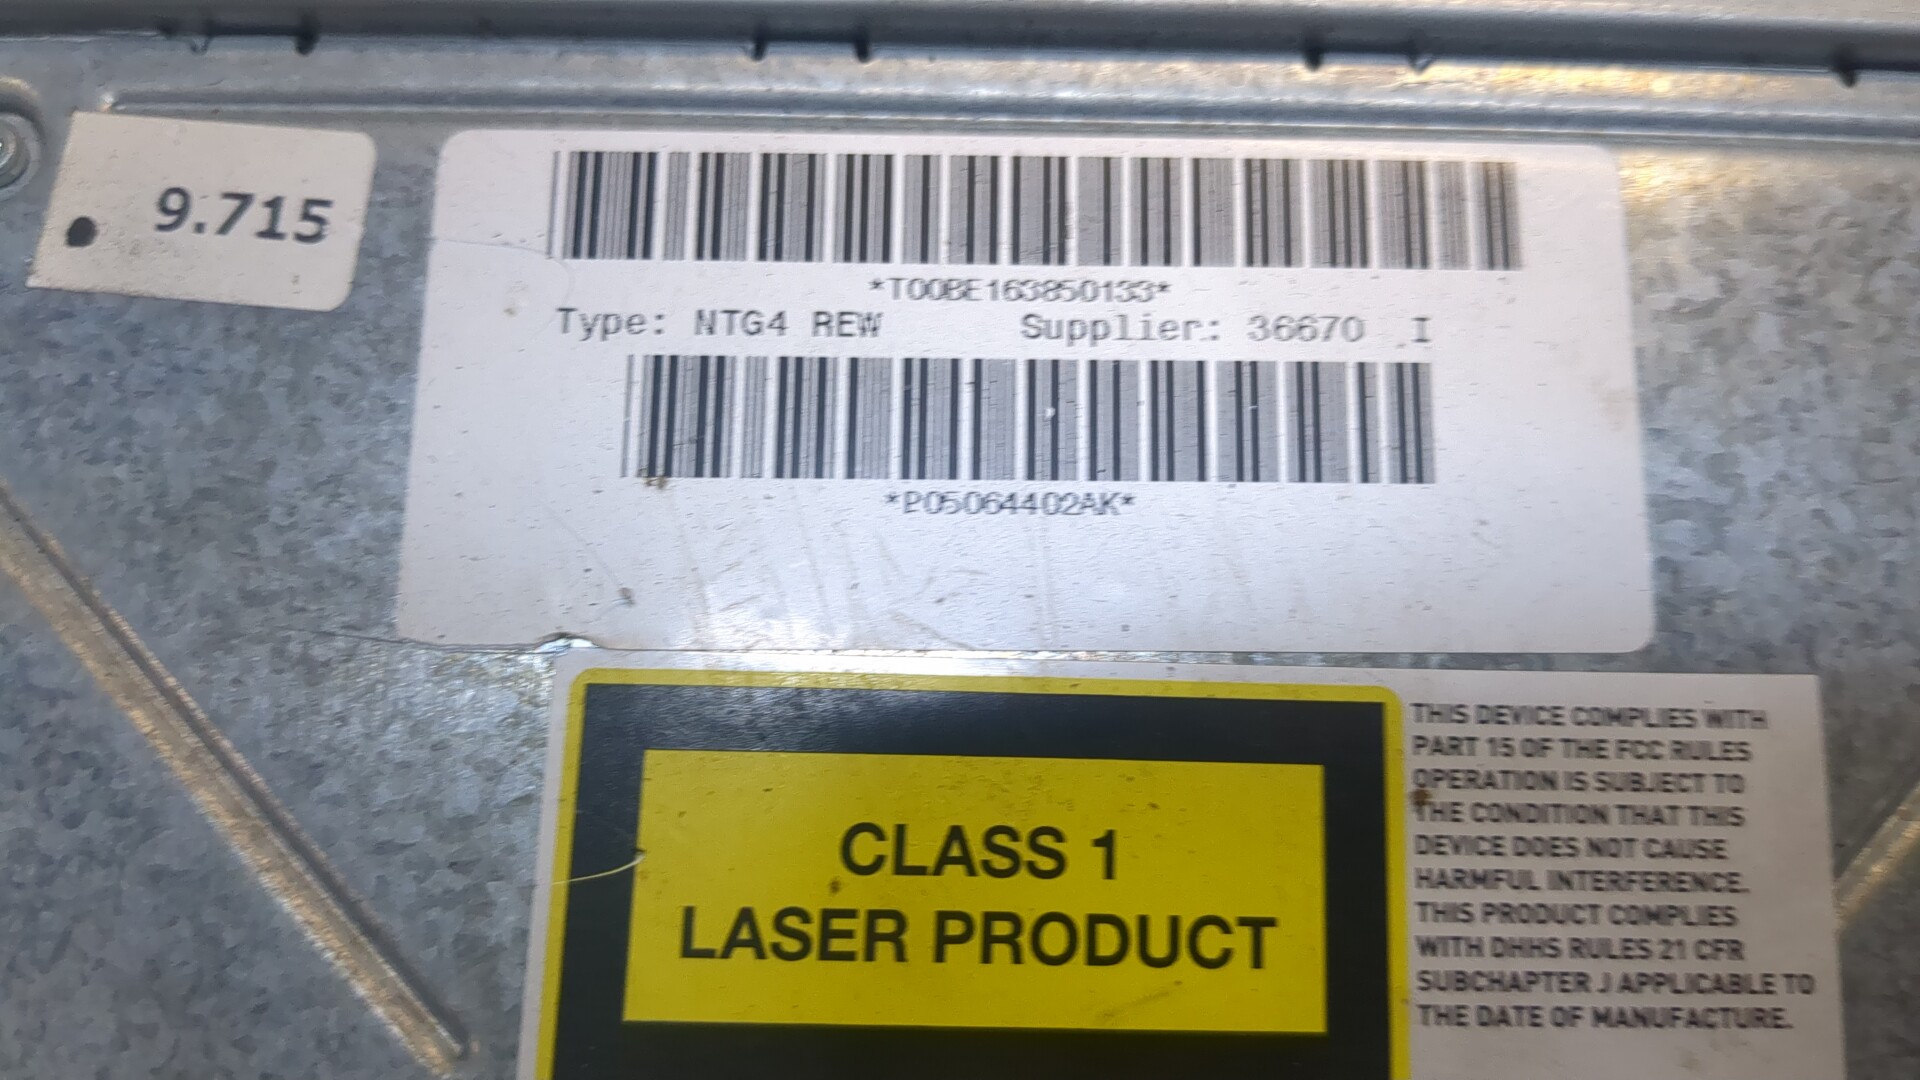 9.715
*T00BE163850133*
Type: NTG4 REW Supplier: 36670 I
*P05064402AK*
CLASS 1
LASER PRODUCT
THIS DEVICE COMPLIES WITH
PART 15 OF THE FCC RULES
OPERATION IS SUBJECT TO
THE CONDITION THAT THIS
DEVICE DOES NOT CAUSE
HARMFUL INTERFERENCE.
THIS PRODUCT COMPLIES
WITH DHHS RULES 21 CFR
SUBCHAPTER J APPLICABLE TO
THE DATE OF MANUFACTURE.